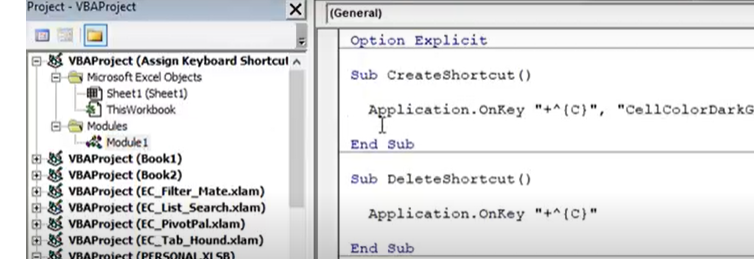 Project - VBAProject
VBAProject (Assign Keyboard Shortcut
Microsoft Excel Objects
Sheet1 (Sheet1)
ThisWorkbook
Modules
Module1
VBAProject (Book1)
VBAProject (Book2)
VBAProject (EC_Filter_Mate.xlam)
VBAProject (EC_List_Search.xlam)
VBAProject (EC_PivotPal.xlam)
VBAProject (EC_Tab_Hound.xlam)
VBAProject (PERSONAL.XLSB)
(General)
Option Explicit
Sub CreateShortcut()
Application.OnKey "+^{C}", "CellColorDarkG
End Sub
Sub DeleteShortcut()
Application.OnKey "+^{C}"
End Sub